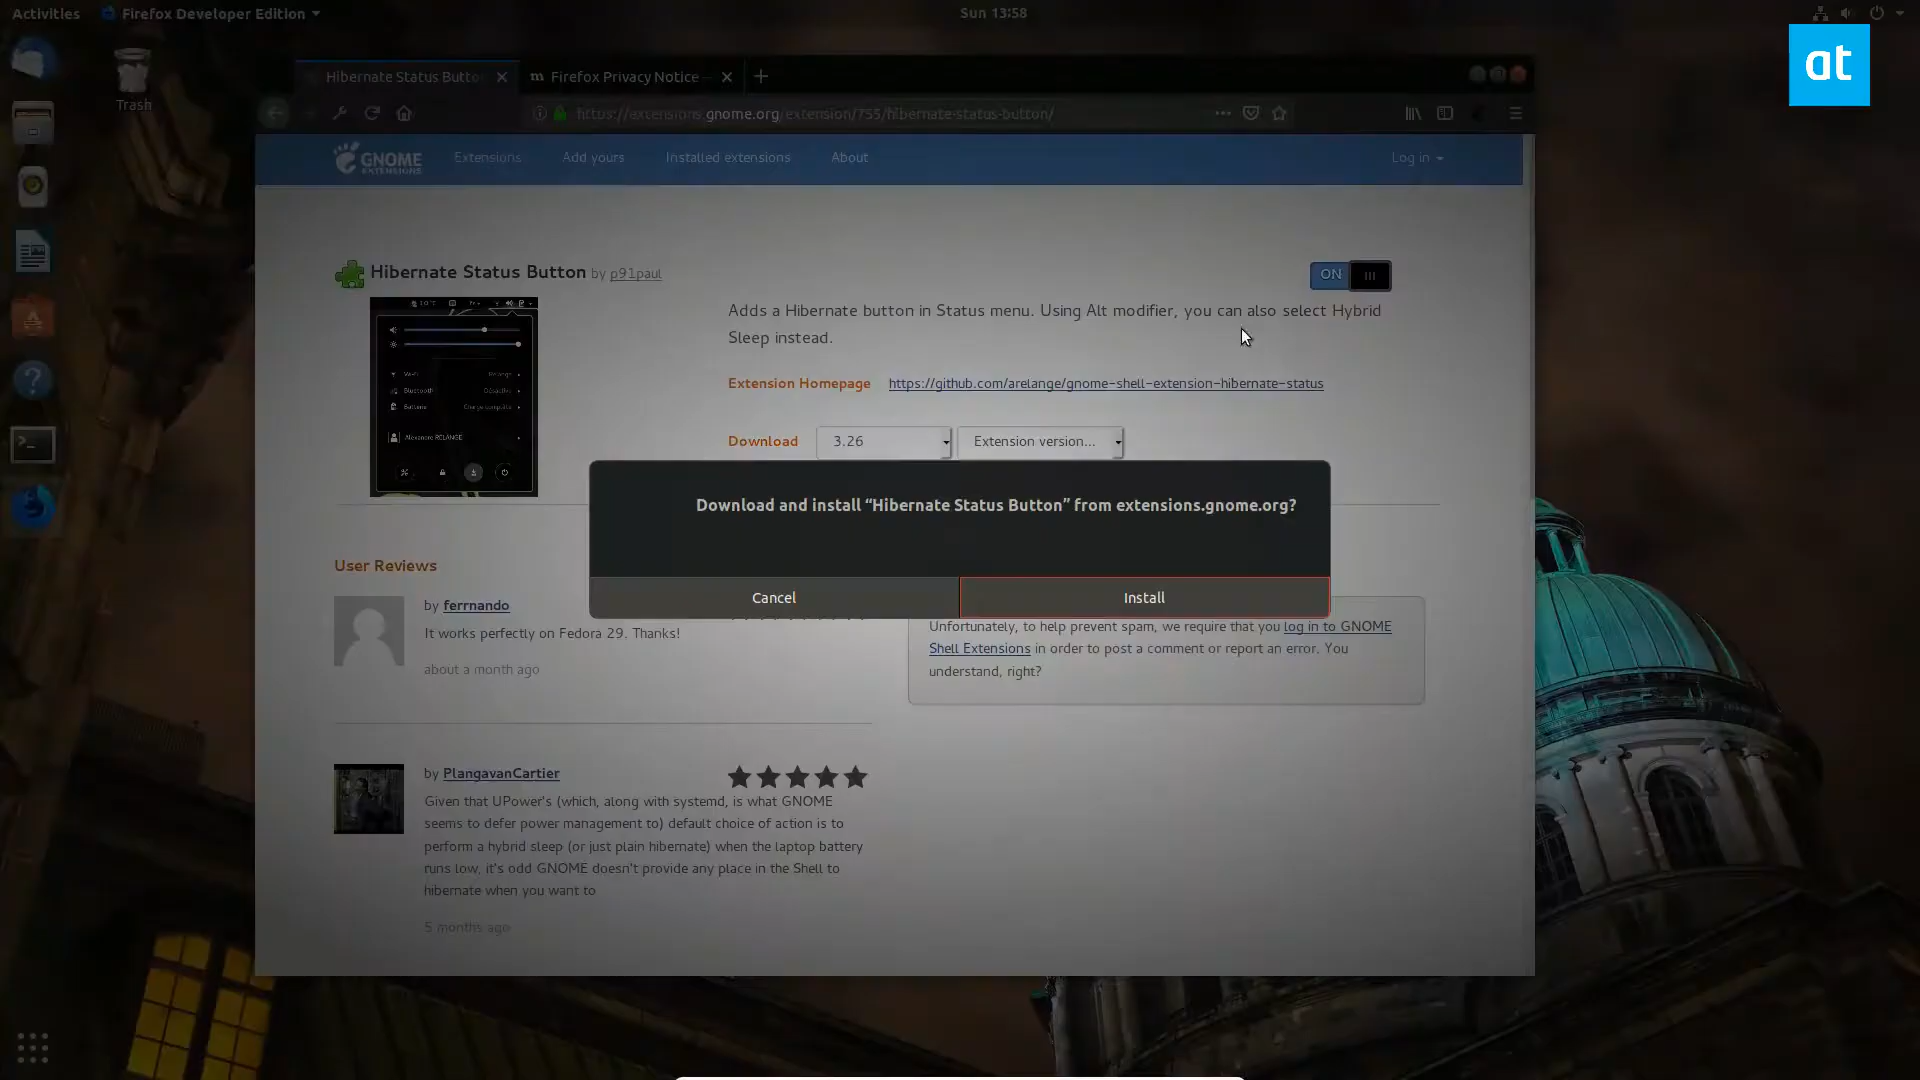 Activities
Firefox Developer Edition
Sun 13:58
at
Trash
Hibernate Status Butto
Firefox Privacy Notice
https://extensions.gnome.org/extension/755/hibernate-status-button/
GNOME
EXTENSIONS
Extensions
Add yours
Installed extensions
About
Log in
Hibernate Status Button by p91paul
ON
Adds a Hibernate button in Status menu. Using Alt modifier, you can also select Hybrid
Sleep instead.
Extension Homepage
https://github.com/arelange/gnome-shell-extension-hibernate-status
Wi-Fi
Bluetooth
Alexandre RELANGE
Download
3.26
Extension version...
Download and install “Hibernate Status Button” from extensions.gnome.org?
Cancel
Install
User Reviews
by ferrnando
It works perfectly on Fedora 29. Thanks!
about a month ago
Unfortunately, to help prevent spam, we require that you log in to GNOME
Shell Extensions in order to post a comment or report an error. You
understand, right?
by PlangavanCartier
Given that UPower's (which, along with systemd, is what GNOME
seems to defer power management to) default choice of action is to
perform a hybrid sleep (or just plain hibernate) when the laptop battery
runs low, it's odd GNOME doesn't provide any place in the Shell to
hibernate when you want to
5 months ago